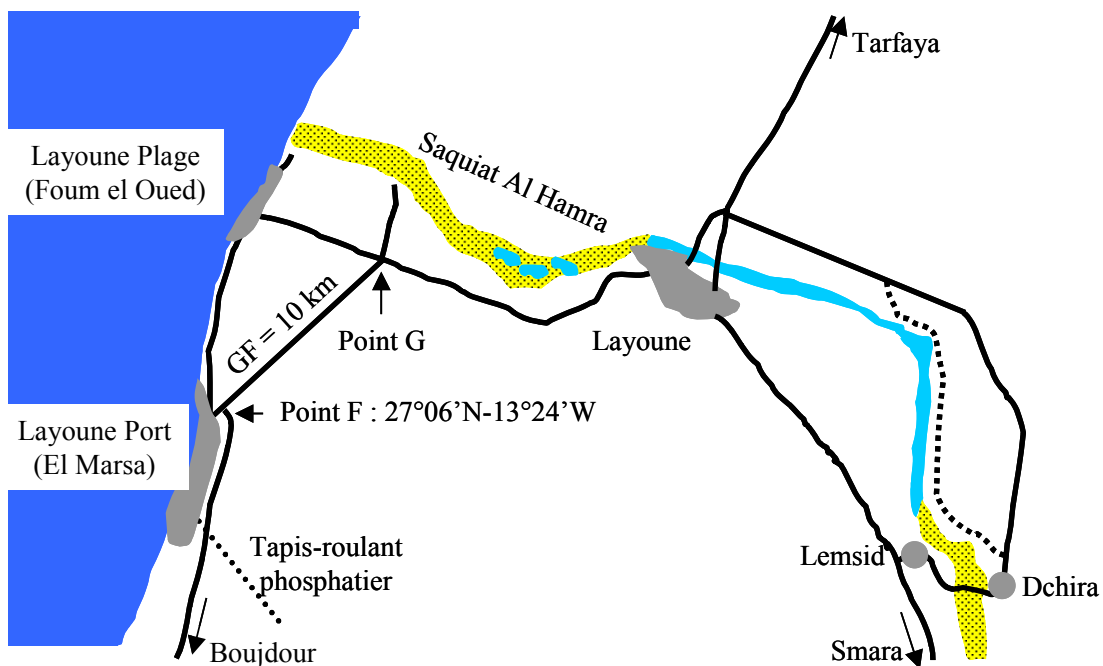 Tarfaya
Layoune Plage
(Foum el Oued)
Saquiat Al Hamra
GF = 10 km
Point G
Layoune
Point F : 27°06’N-13°24’W
Layoune Port
(El Marsa)
Tapis-roulant
phosphatier
Lemsid
Dchira
Boujdour
Smara